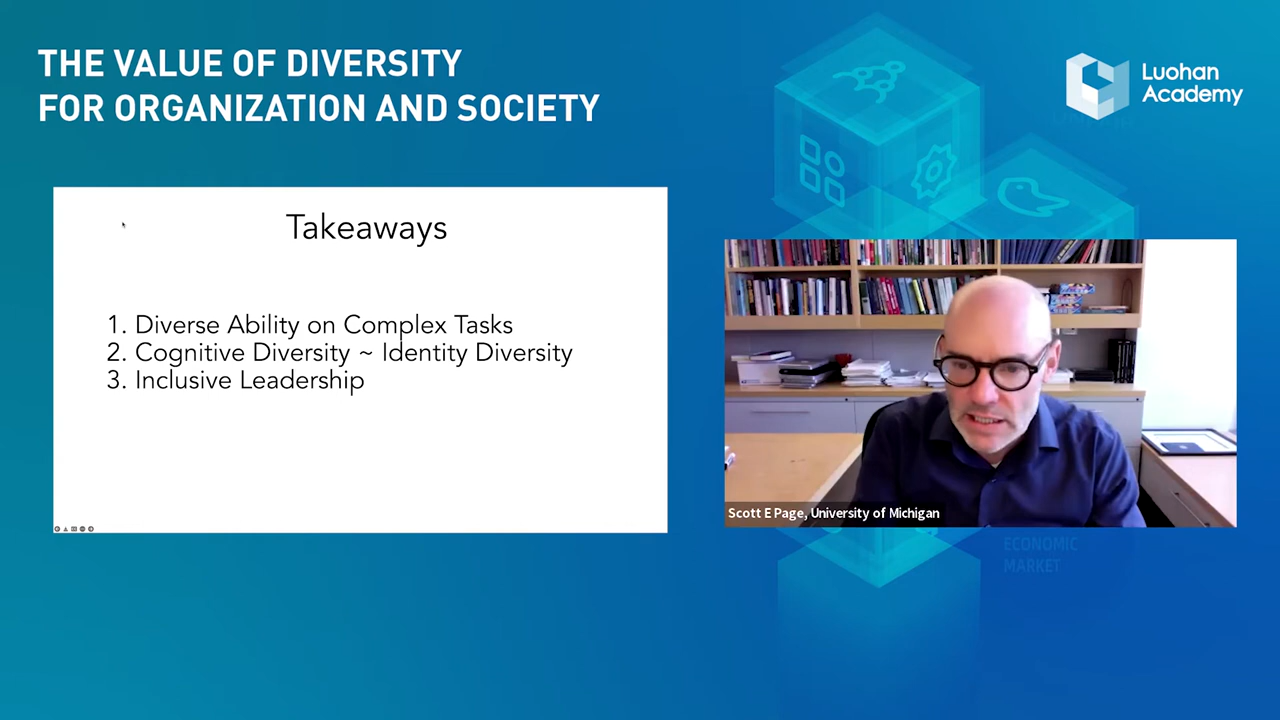 THE VALUE OF DIVERSITY
FOR ORGANIZATION AND SOCIETY
Luohan
Academy
Takeaways
1. Diverse Ability on Complex Tasks
2. Cognitive Diversity ~ Identity Diversity
3. Inclusive Leadership
Scott E Page, University of Michigan
ECONOMIC
MARKET